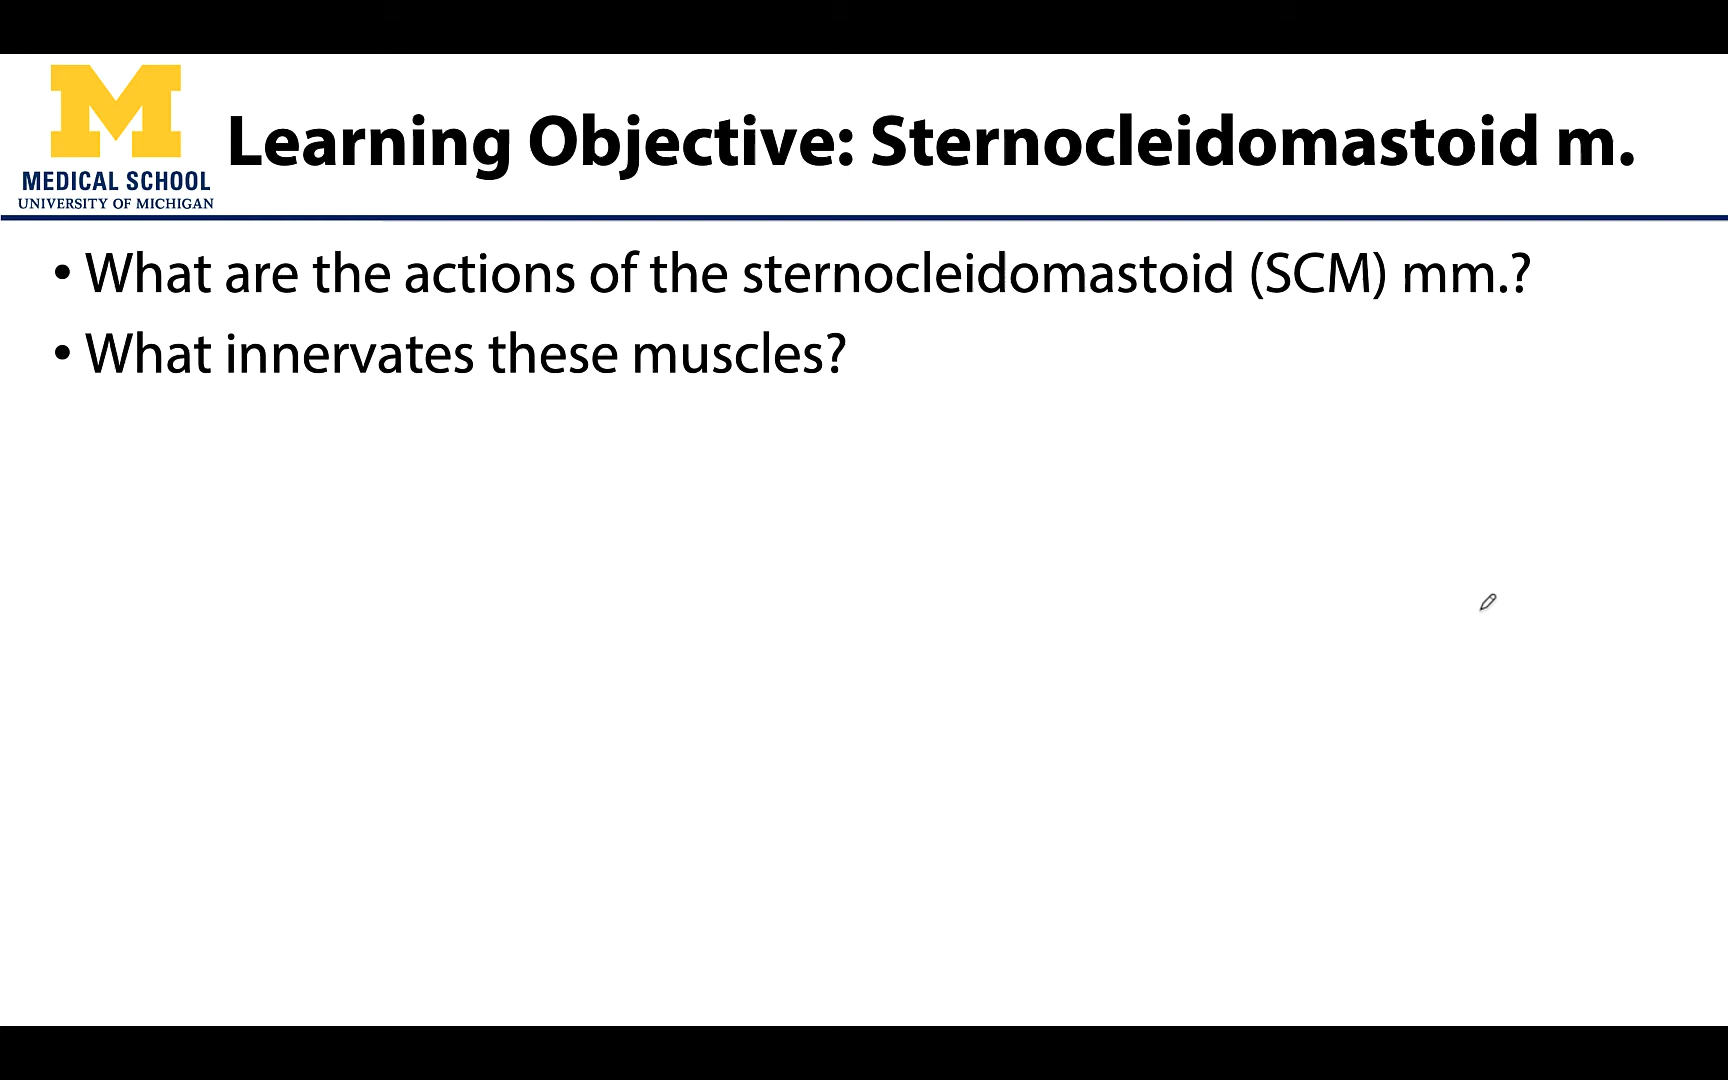 M
MEDICAL SCHOOL
UNIVERSITY OF MICHIGAN
Learning Objective: Sternocleidomastoid m.
• What are the actions of the sternocleidomastoid (SCM) mm.?
• What innervates these muscles?